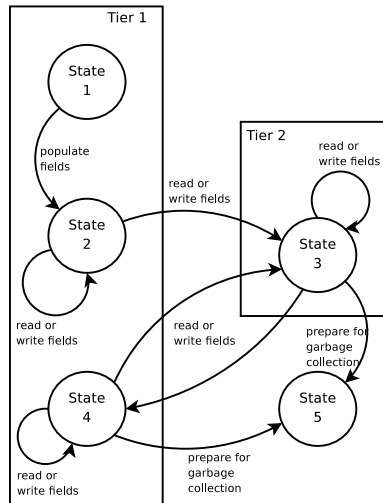 Tier 1
State
1
populate
fields
Tier 2
read or
write fields
read or
write fields
State
2
State
3
read or
write fields
read or
write fields
prepare for
garbage
collection
State
4
State
5
prepare for
garbage
collection
read or
write fields